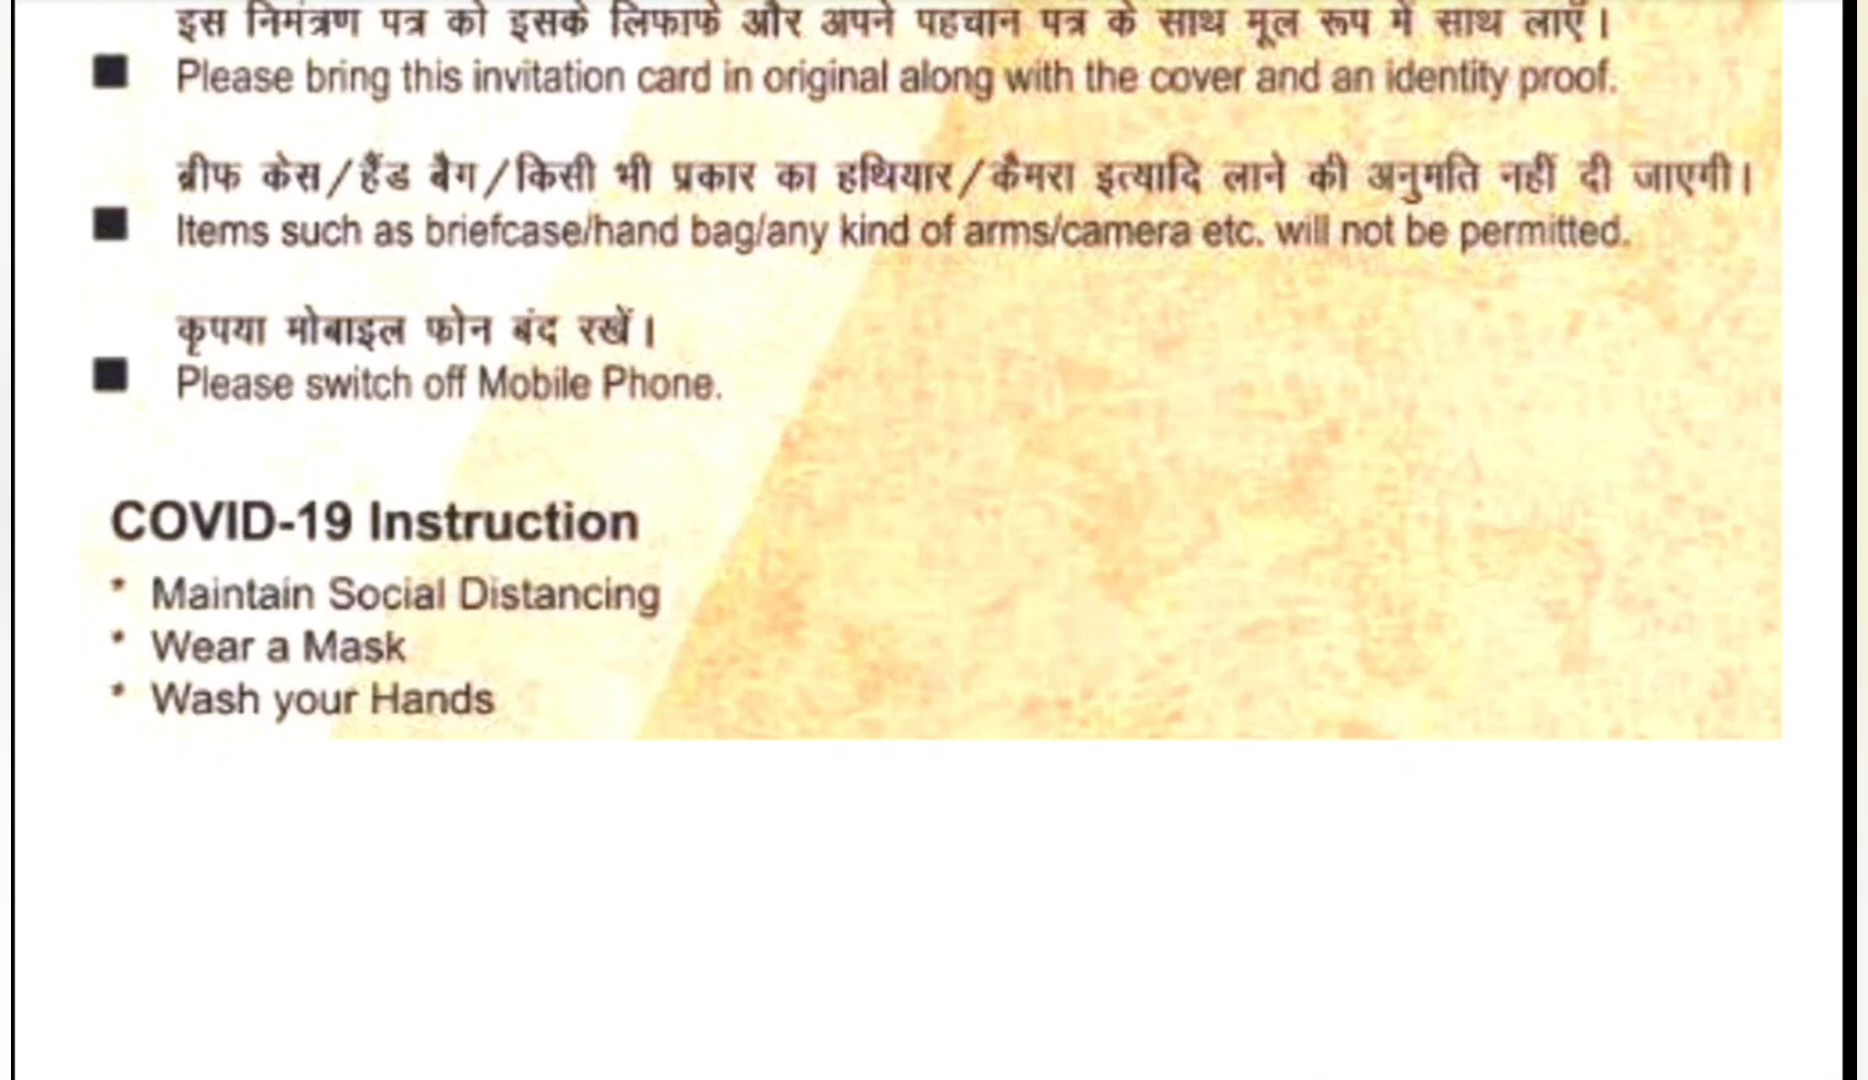 इस निमंत्रण पत्र को इसके लिफाफे और अपने पहचान पत्र के साथ मूल रूप में साथ लाएँ।
■ Please bring this invitation card in original along with the cover and an identity proof.
ब्रीफ केस/हैंड बैग/किसी भी प्रकार का हथियार/कैमरा इत्यादि लाने की अनुमति नहीं दी जाएगी।
■ Items such as briefcase/hand bag/any kind of arms/camera etc. will not be permitted.
कृपया मोबाइल फोन बंद रखें।
■ Please switch off Mobile Phone.
COVID-19 Instruction
* Maintain Social Distancing
* Wear a Mask
* Wash your Hands